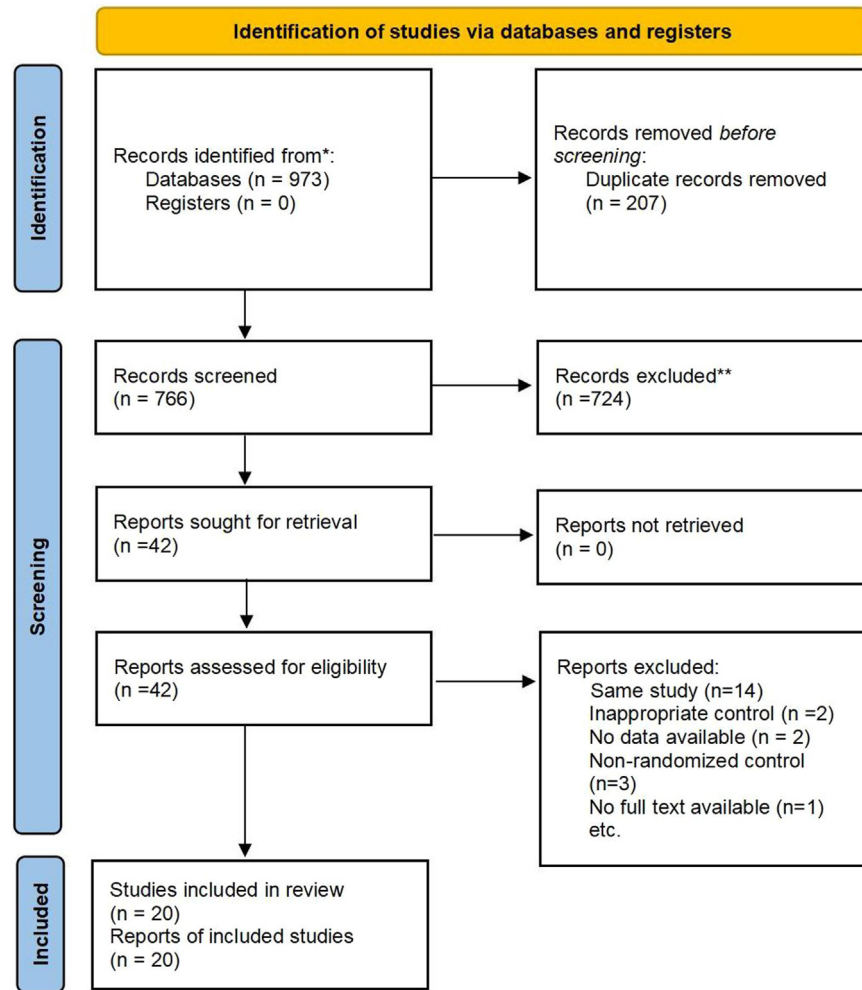 Identification of studies via databases and registers
Identification
Records identified from*:
Databases (n = 973)
Registers (n = 0)
Records removed before
screening:
Duplicate records removed
(n = 207)
Screening
Records screened
(n = 766)
Records excluded**
(n =724)
Reports sought for retrieval
(n =42)
Reports not retrieved
(n = 0)
Reports assessed for eligibility
(n =42)
Reports excluded:
Same study (n=14)
Inappropriate control (n =2)
No data available (n = 2)
Non-randomized control
(n=3)
No full text available (n=1)
etc.
Included
Studies included in review
(n = 20)
Reports of included studies
(n = 20)